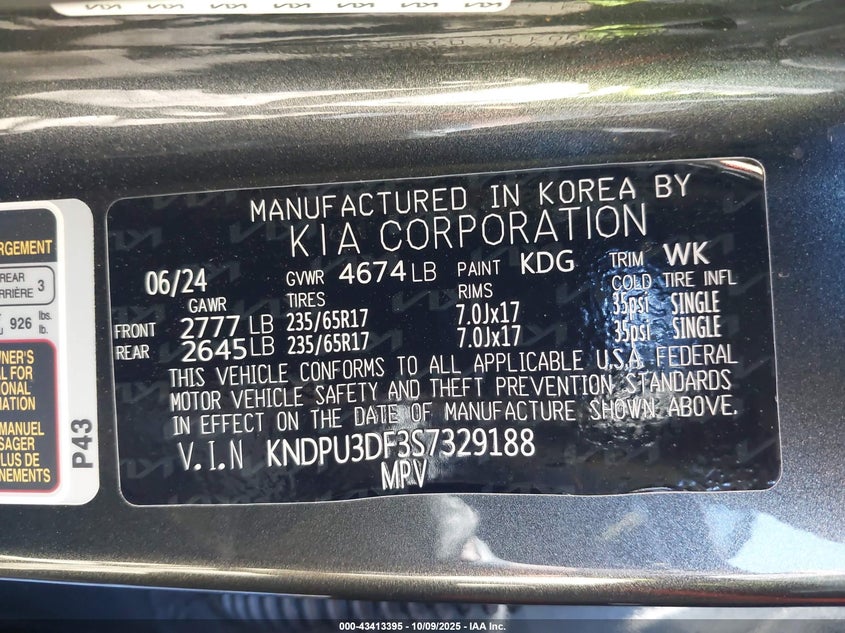 MANUFACTURED IN KOREA BY
KIA CORPORATION
06/24 GVWR 4674 LB PAINT KDG TRIM WK
GAWR TIRES RIMS COLD TIRE INFL
FRONT 2777 LB 235/65R17 7.0Jx17 35psi SINGLE
REAR 2645 LB 235/65R17 7.0Jx17 35psi SINGLE
THIS VEHICLE CONFORMS TO ALL APPLICABLE U.S.A. FEDERAL
MOTOR VEHICLE SAFETY AND THEFT PREVENTION STANDARDS
IN EFFECT ON THE DATE OF MANUFACTURE SHOWN ABOVE.
V.I.N KNDPU3DF3S7329188
MPV
REAR
3
926 lbs.
lb.
P43
MANUEL
PLUS DE
000-43413395 - 10/09/2025 - IAA Inc.